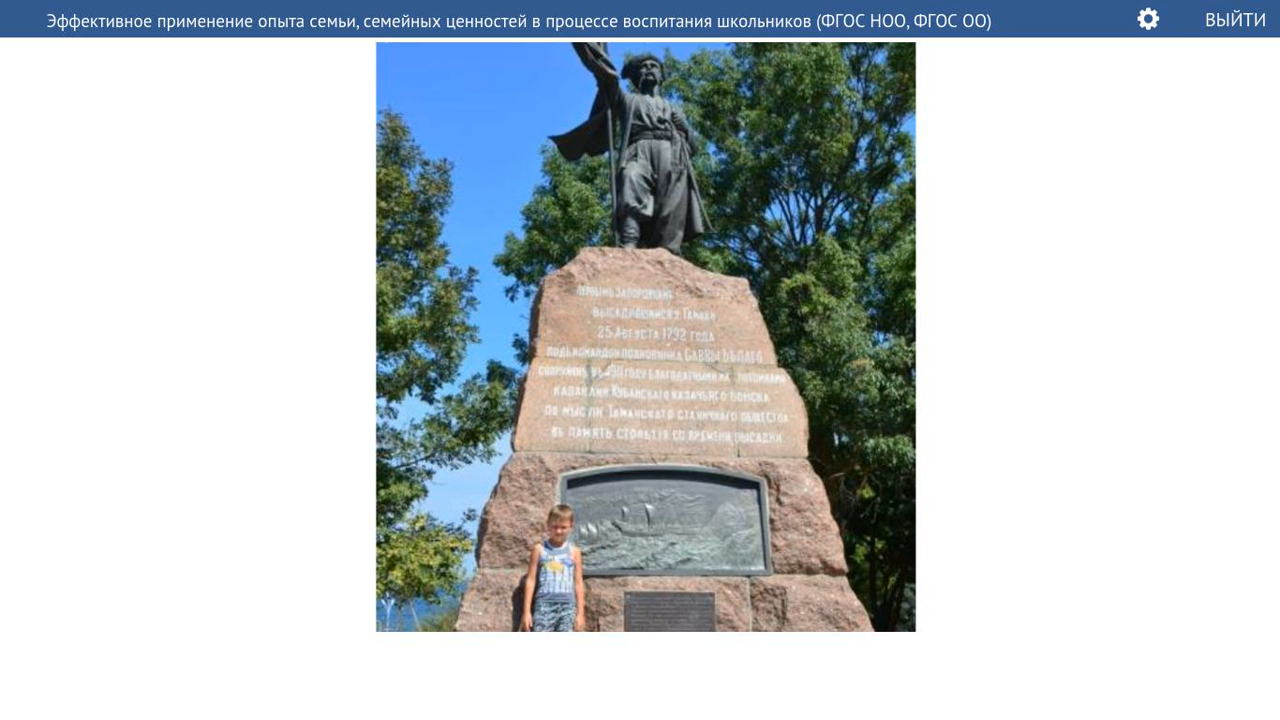 Эффективное применение опыта семьи, семейных ценностей в процессе воспитания школьников (ФГОС НОО, ФГОС ОО)
ВЫЙТИ
ПЕРВЫМЪ ЗАПОРОЖЦАМЪ
ВЫСАДИВШИМСЯ У ТАМАНИ
25 АВГУСТА 1792 ГОДА
ПОДЪ КОМАНДОЙ ПОЛКОВНИКА САВВЫ БѢЛАГО
СООРУЖЕНЪ ВЪ 1911 ГОДУ БЛАГОДАРНЫМИ ИХЪ ПОТОМКАМИ
КАЗАКАМИ КУБАНСКАГО КАЗАЧЬЯГО ВОЙСКА
ПО МЫСЛИ ТАМАНСКАГО СТАНИЧНАГО ОБЩЕСТВА
ВЪ ПАМЯТЬ СТОЛѢТІЯ СО ВРЕМЕНИ ВЫСАДКИ